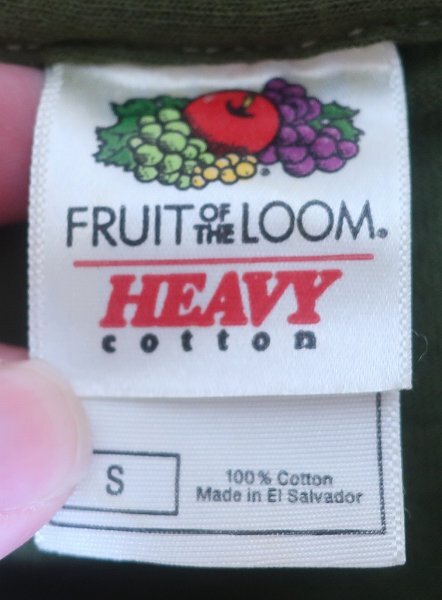 FRUIT OF THE LOOM®
HEAVY
cotton
S
100% Cotton
Made in El Salvador